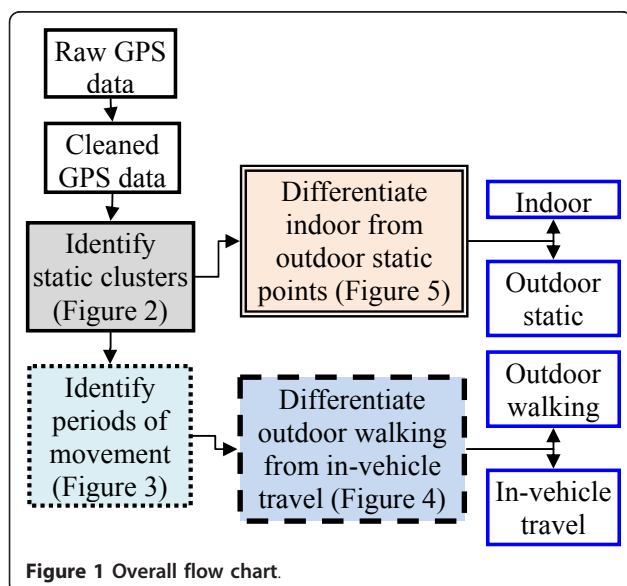 Raw GPS
data
Cleaned
GPS data
Identify
static clusters
(Figure 2)
Differentiate
indoor from
outdoor static
points (Figure 5)
Indoor
Outdoor
static
Identify
periods of
movement
(Figure 3)
Differentiate
outdoor walking
from in-vehicle
travel (Figure 4)
Outdoor
walking
In-vehicle
travel
Figure 1 Overall flow chart.